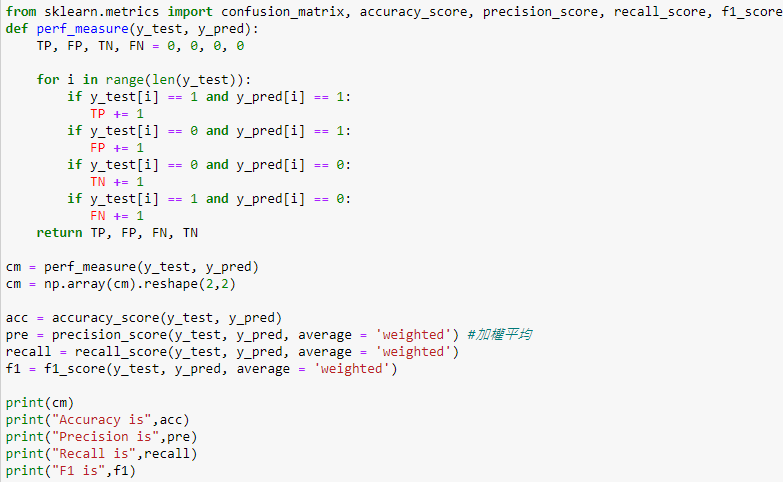 from sklearn.metrics import confusion_matrix, accuracy_score, precision_score, recall_score, f1_score
def perf_measure(y_test, y_pred):
    TP, FP, TN, FN = 0, 0, 0, 0
    for i in range(len(y_test)):
        if y_test[i] == 1 and y_pred[i] == 1:
           TP += 1
        if y_test[i] == 0 and y_pred[i] == 1:
           FP += 1
        if y_test[i] == 0 and y_pred[i] == 0:
           TN += 1
        if y_test[i] == 1 and y_pred[i] == 0:
           FN += 1
    return TP, FP, FN, TN
cm = perf_measure(y_test, y_pred)
cm = np.array(cm).reshape(2,2)
acc = accuracy_score(y_test, y_pred)
pre = precision_score(y_test, y_pred, average = 'weighted') #加權平均
recall = recall_score(y_test, y_pred, average = 'weighted')
f1 = f1_score(y_test, y_pred, average = 'weighted')
print(cm)
print("Accuracy is",acc)
print("Precision is",pre)
print("Recall is",recall)
print("F1 is",f1)